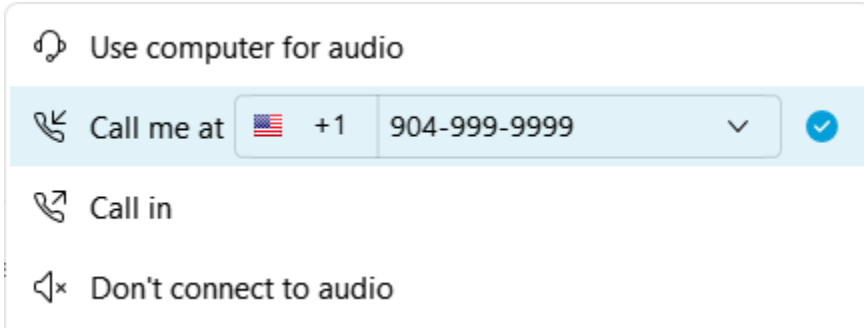 Use computer for audio
Call me at +1 904-999-9999
Call in
Don't connect to audio